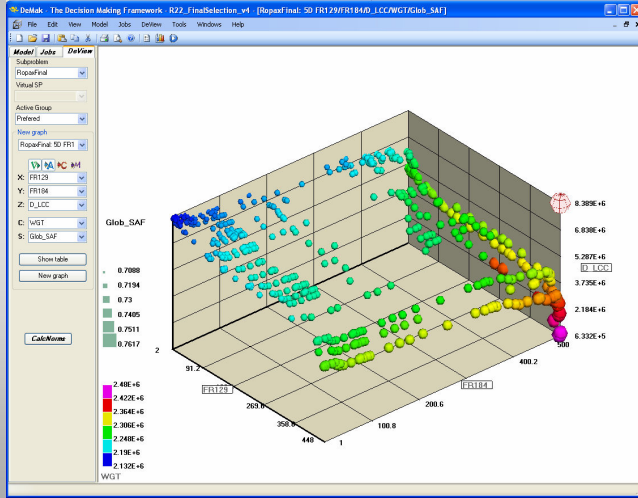 DeMak - The Decision Making Framework - R22_FinalSelection_v4 - [RopaxFinal: 5D FR129/FR184/D_LCC/WGT/Glob_SAF]
File Edit View Model Jobs DeView Tools Windows Help
Model Jobs DeView
Subproblem
RopaxFinal
Virtual SP
Active Group
Prefered
New graph
RopaxFinal: 5D FR1
X: FR129
Y: FR184
Z: D_LCC
C: WGT
S: Glob_SAF
Show table
New graph
CalcNorms
Glob_SAF
0.7088
0.7194
0.73
0.7405
0.7511
0.7617
2.48E+6
2.422E+6
2.364E+6
2.306E+6
2.248E+6
2.19E+6
2.132E+6
WGT
2
91.2
FR129
269.6
358.8
448
1
100.8
200.6
FR184
400.2
500
8.389E+6
6.838E+6
5.287E+6
D_LCC
3.735E+6
2.184E+6
6.332E+5